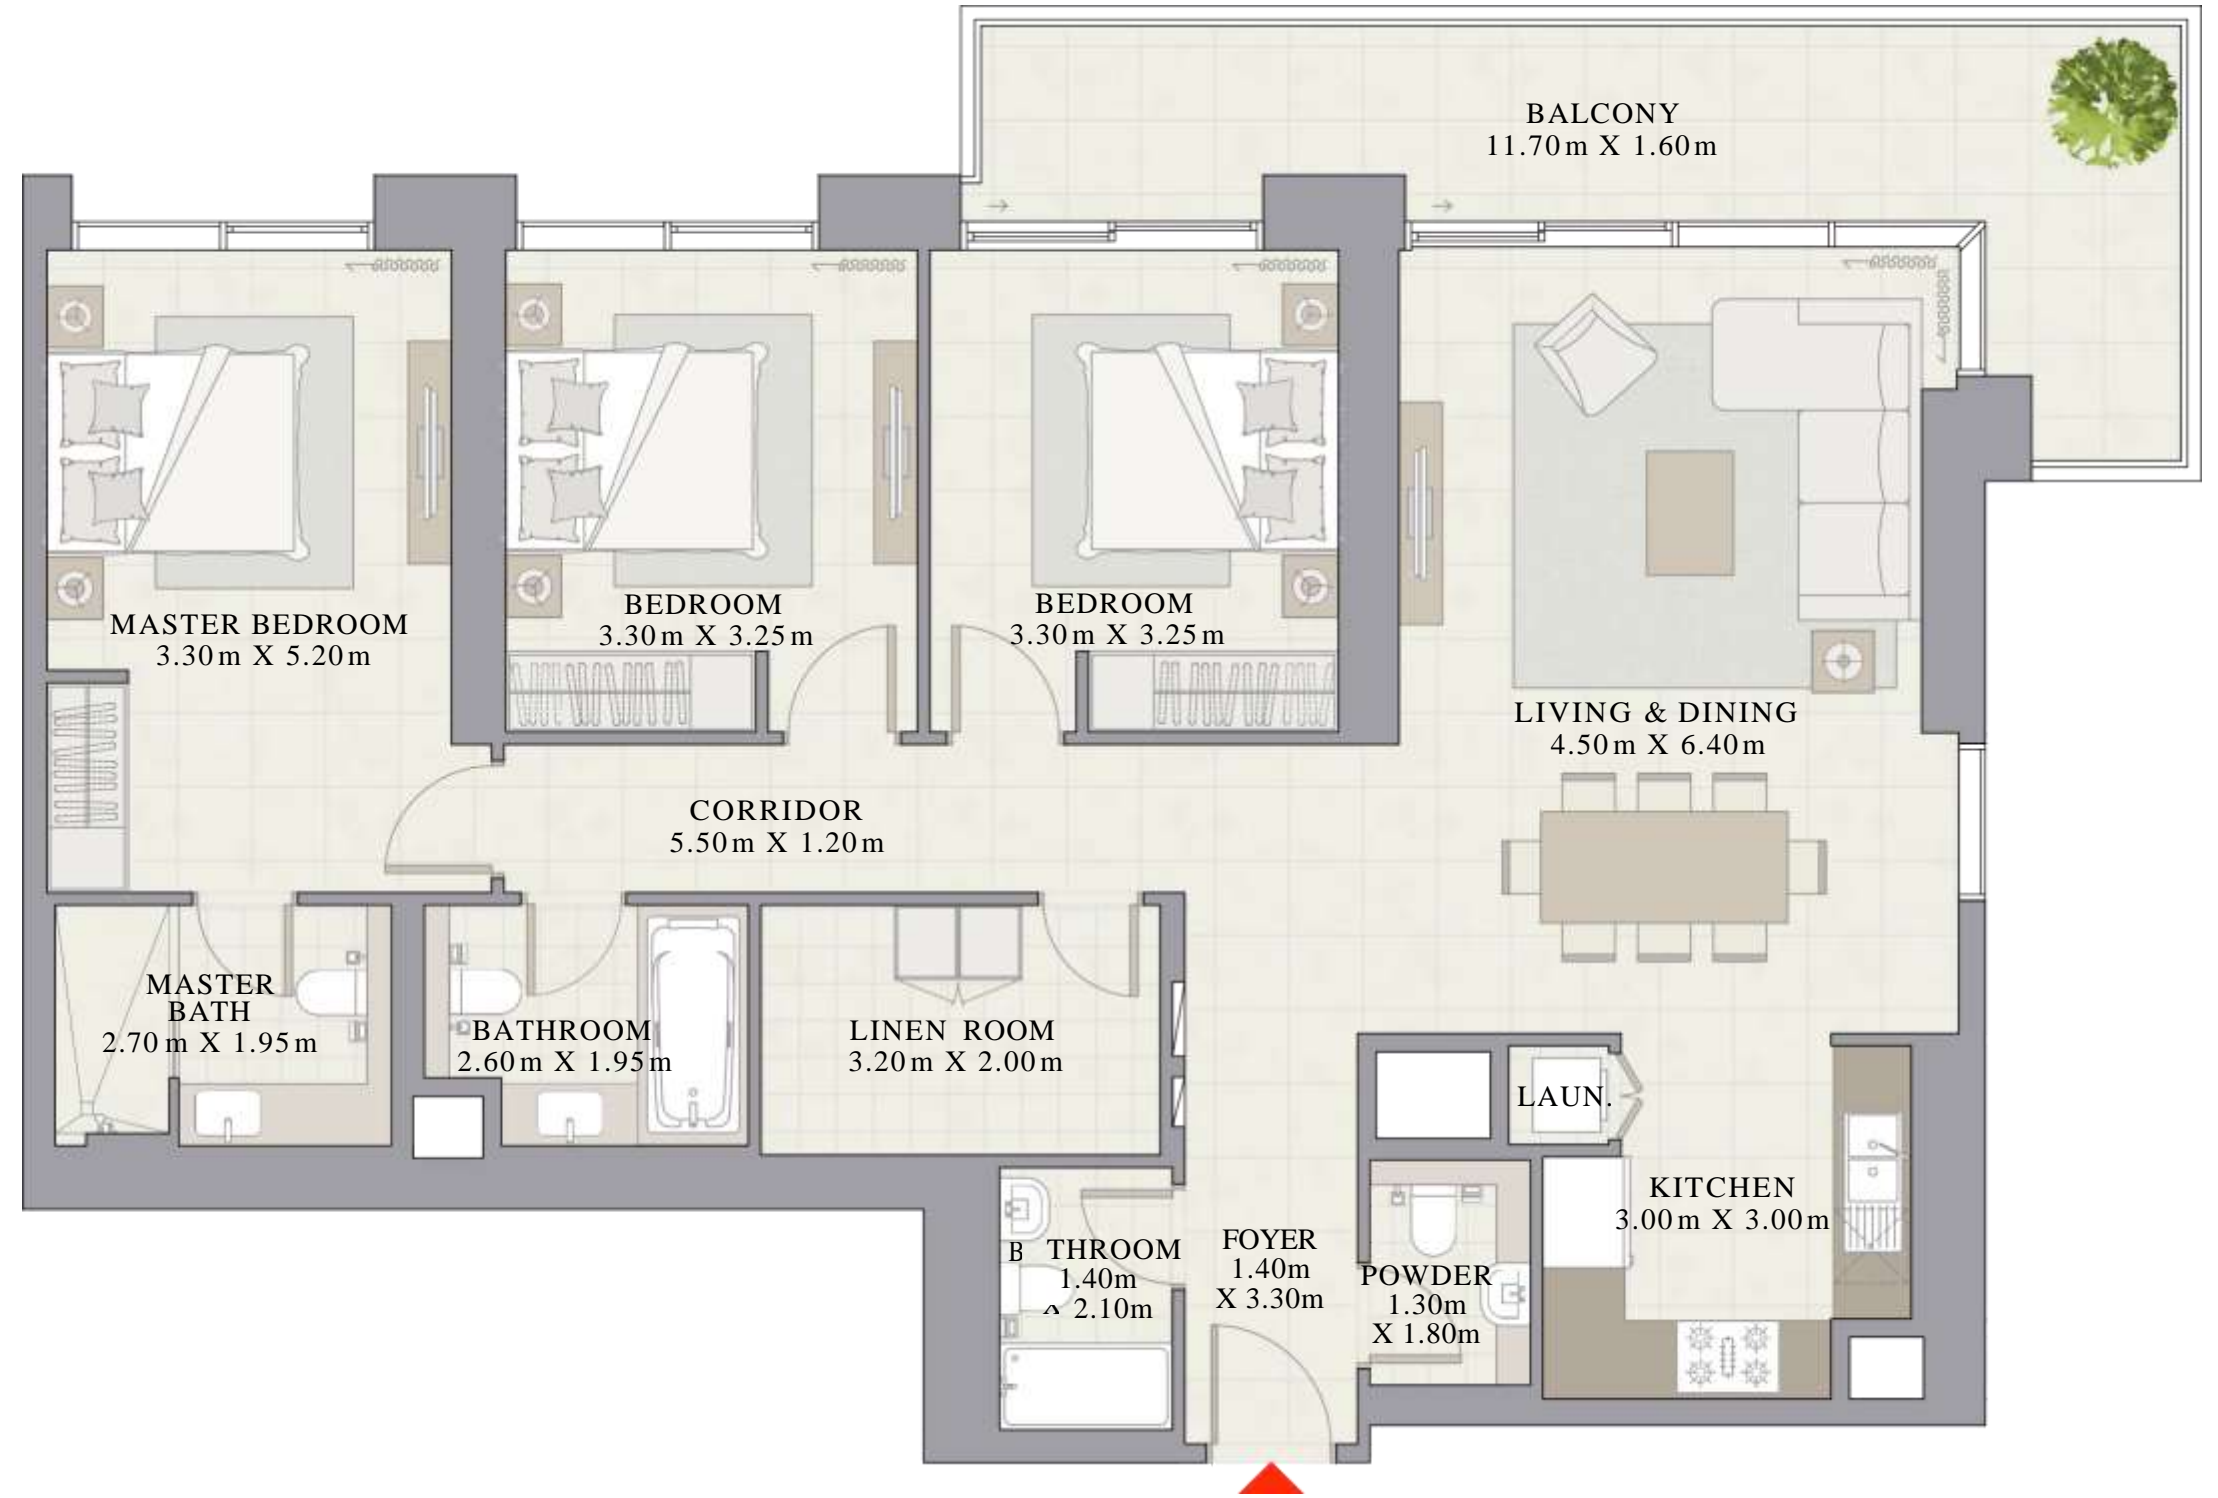 BALCONY
11.70m X 1.60m
MASTER BEDROOM
3.30m X 5.20m
BEDROOM
3.30m X 3.25m
BEDROOM
3.30m X 3.25m
LIVING & DINING
4.50m X 6.40m
CORRIDOR
5.50m X 1.20m
MASTER
BATH
2.70m X 1.95m
BATHROOM
2.60m X 1.95m
LINEN ROOM
3.20m X 2.00m
LAUN.
KITCHEN
3.00m X 3.00m
B THROOM
1.40m
X 2.10m
FOYER
1.40m
X 3.30m
POWDER
1.30m
X 1.80m